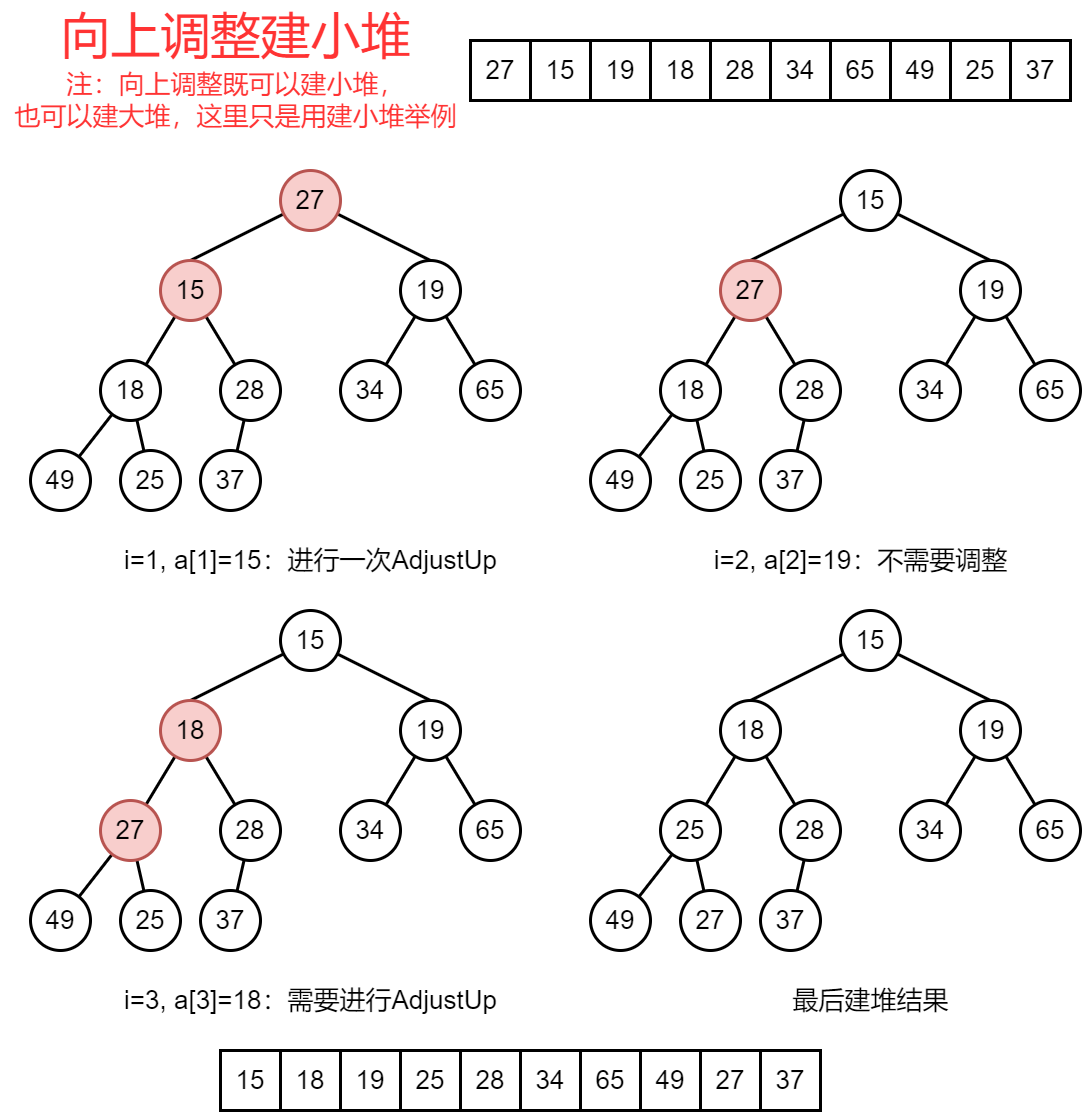 向上调整建小堆
注：向上调整既可以建小堆，
也可以建大堆，这里只是用建小堆举例
27 15 19 18 28 34 65 49 25 37
27
15 19
18 28 34 65
49 25 37
i=1, a[1]=15：进行一次AdjustUp
15
27 19
18 28 34 65
49 25 37
i=2, a[2]=19：不需要调整
15
18 19
27 28 34 65
49 25 37
i=3, a[3]=18：需要进行AdjustUp
15
18 19
25 28 34 65
49 27 37
最后建堆结果
15 18 19 25 28 34 65 49 27 37